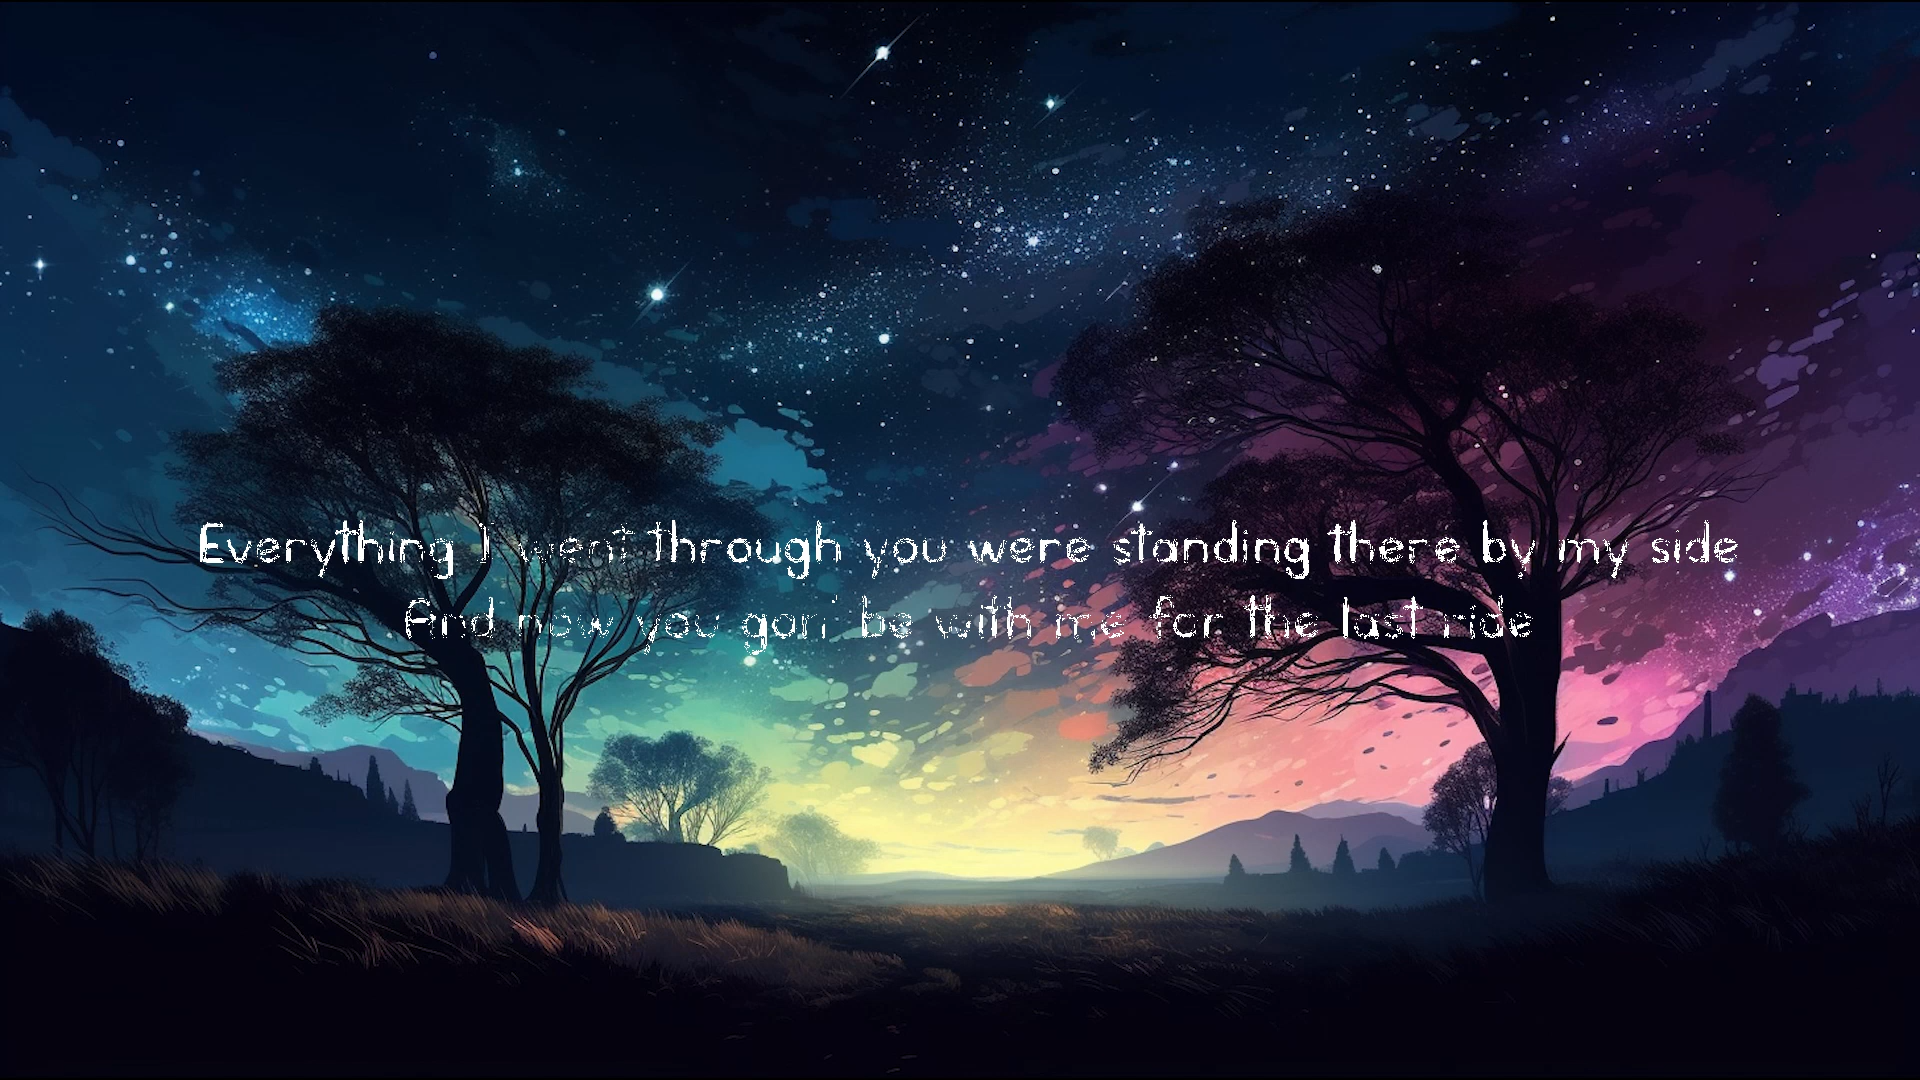 Everything I went through you were standing there by my side
And now you gon' be with me for the last ride